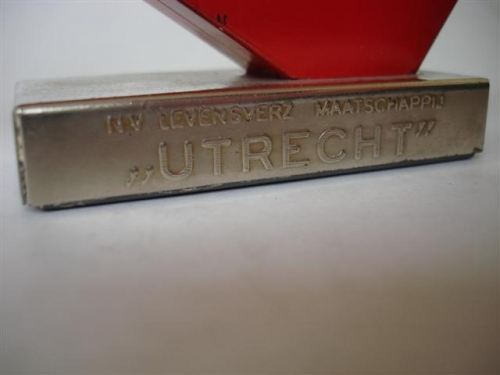 N.V. LEVENSVERZ MAATSCHAPPIJ
„UTRECHT”